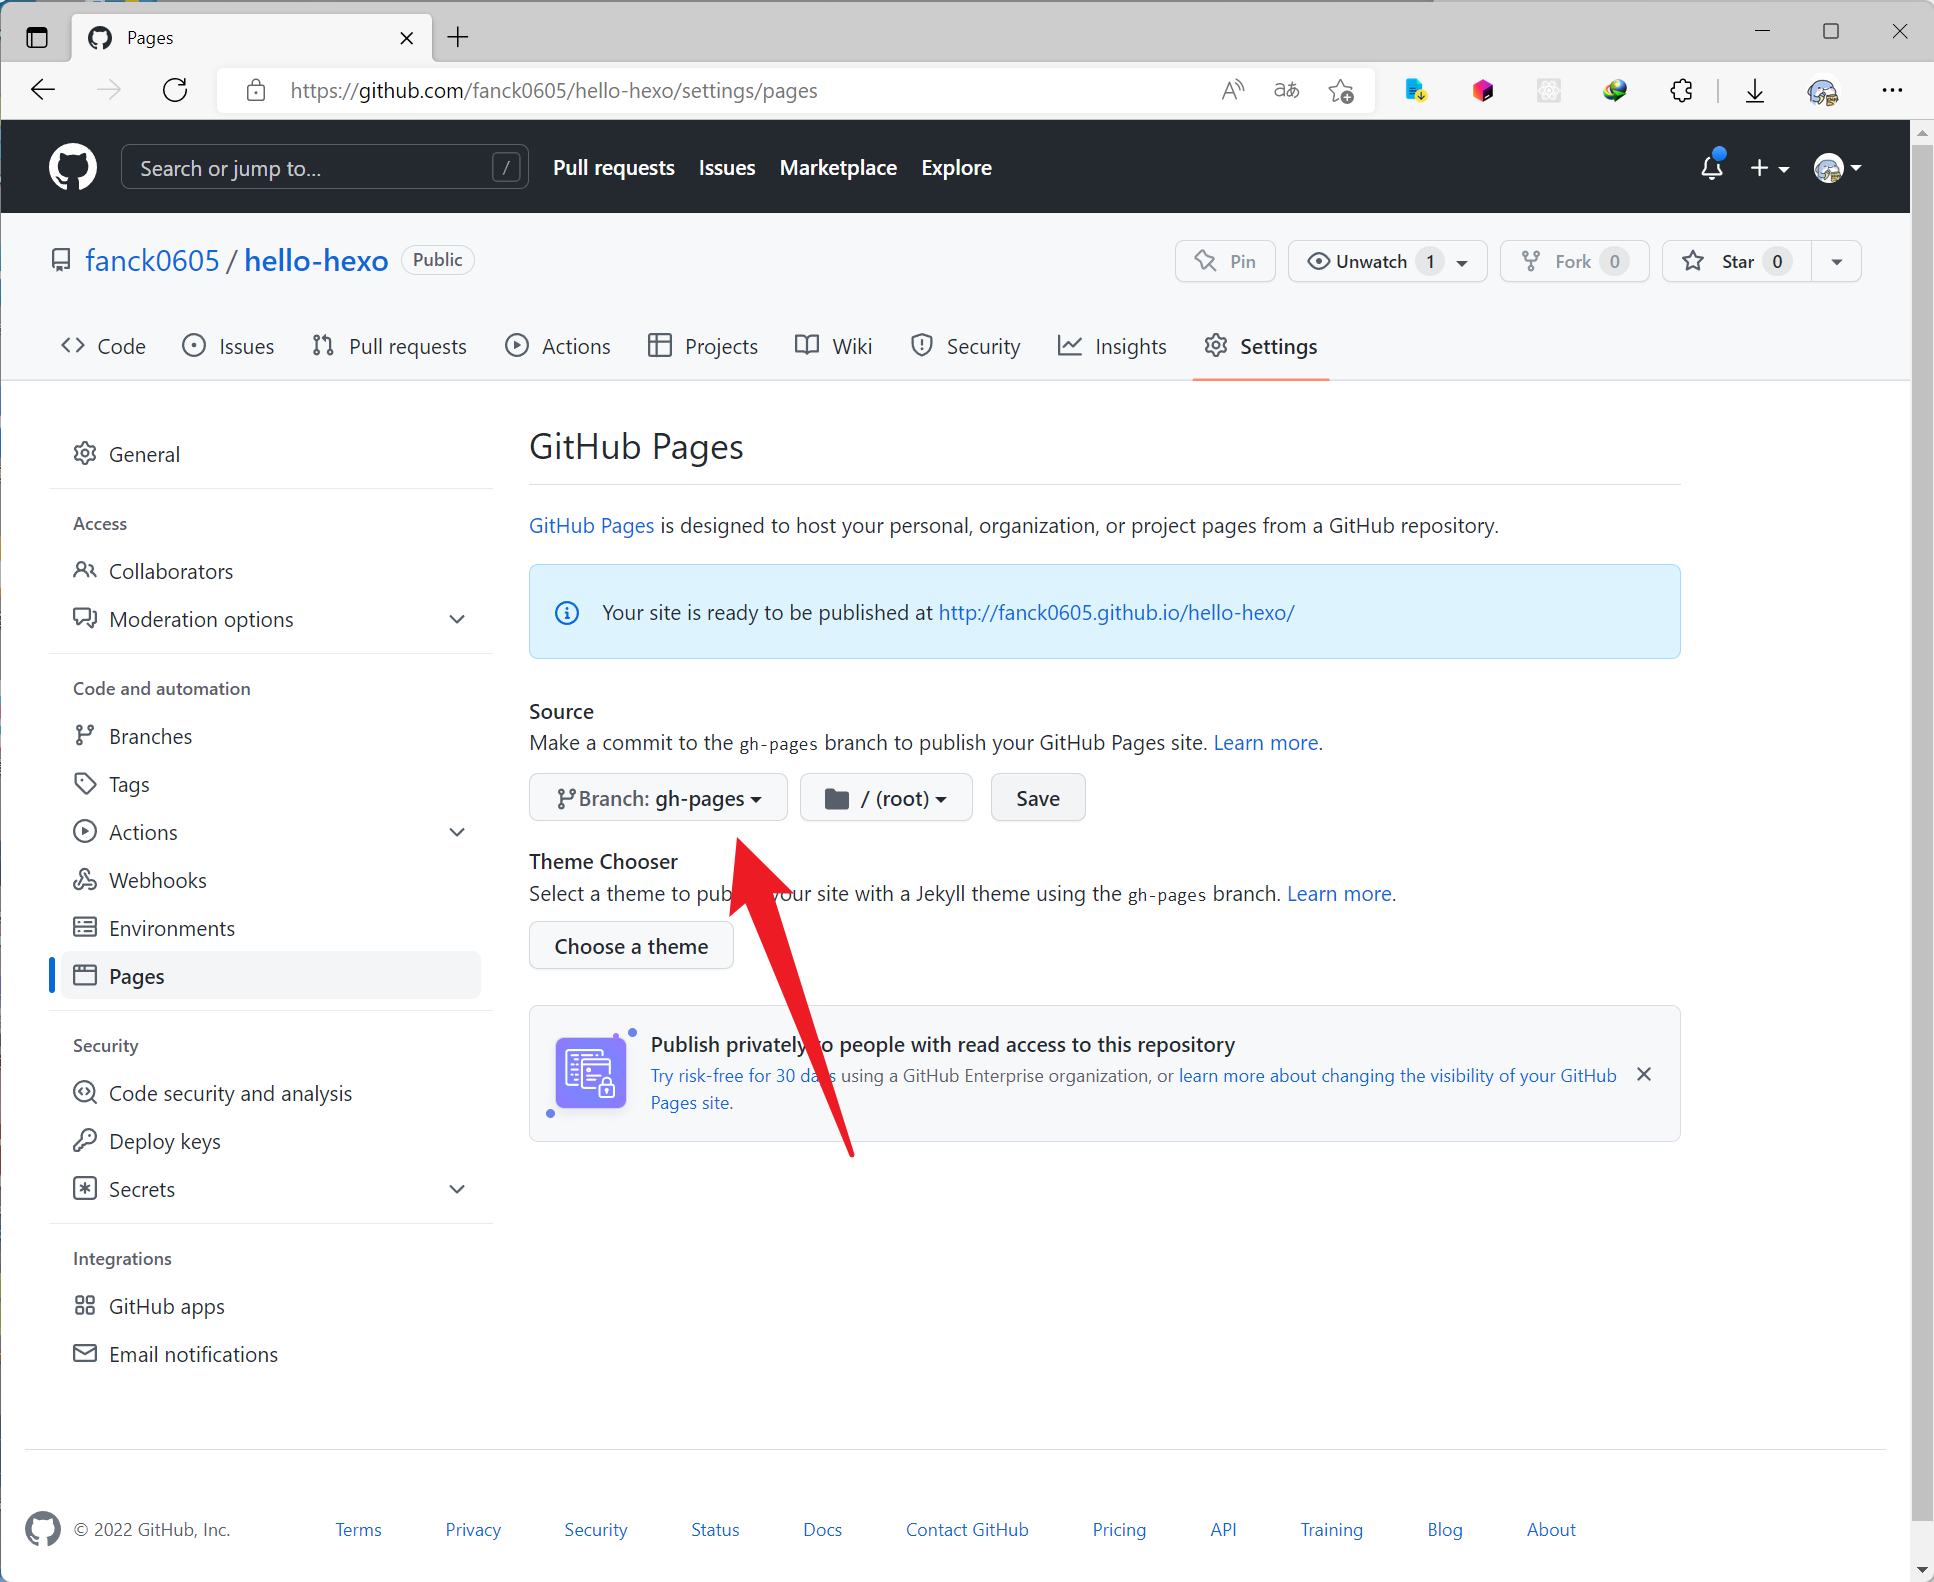 Pages
https://github.com/fanck0605/hello-hexo/settings/pages
Search or jump to... /
Pull requests Issues Marketplace Explore
fanck0605 / hello-hexo Public
Pin Unwatch 1 Fork 0 Star 0
Code Issues Pull requests Actions Projects Wiki Security Insights Settings
General
Access
Collaborators
Moderation options
Code and automation
Branches
Tags
Actions
Webhooks
Environments
Pages
Security
Code security and analysis
Deploy keys
Secrets
Integrations
GitHub apps
Email notifications
GitHub Pages
GitHub Pages is designed to host your personal, organization, or project pages from a GitHub repository.
Your site is ready to be published at http://fanck0605.github.io/hello-hexo/
Source
Make a commit to the gh-pages branch to publish your GitHub Pages site. Learn more.
Branch: gh-pages / (root) Save
Theme Chooser
Select a theme to pub your site with a Jekyll theme using the gh-pages branch. Learn more.
Choose a theme
Publish privately to people with read access to this repository
Try risk-free for 30 days using a GitHub Enterprise organization, or learn more about changing the visibility of your GitHub
Pages site.
© 2022 GitHub, Inc. Terms Privacy Security Status Docs Contact GitHub Pricing API Training Blog About